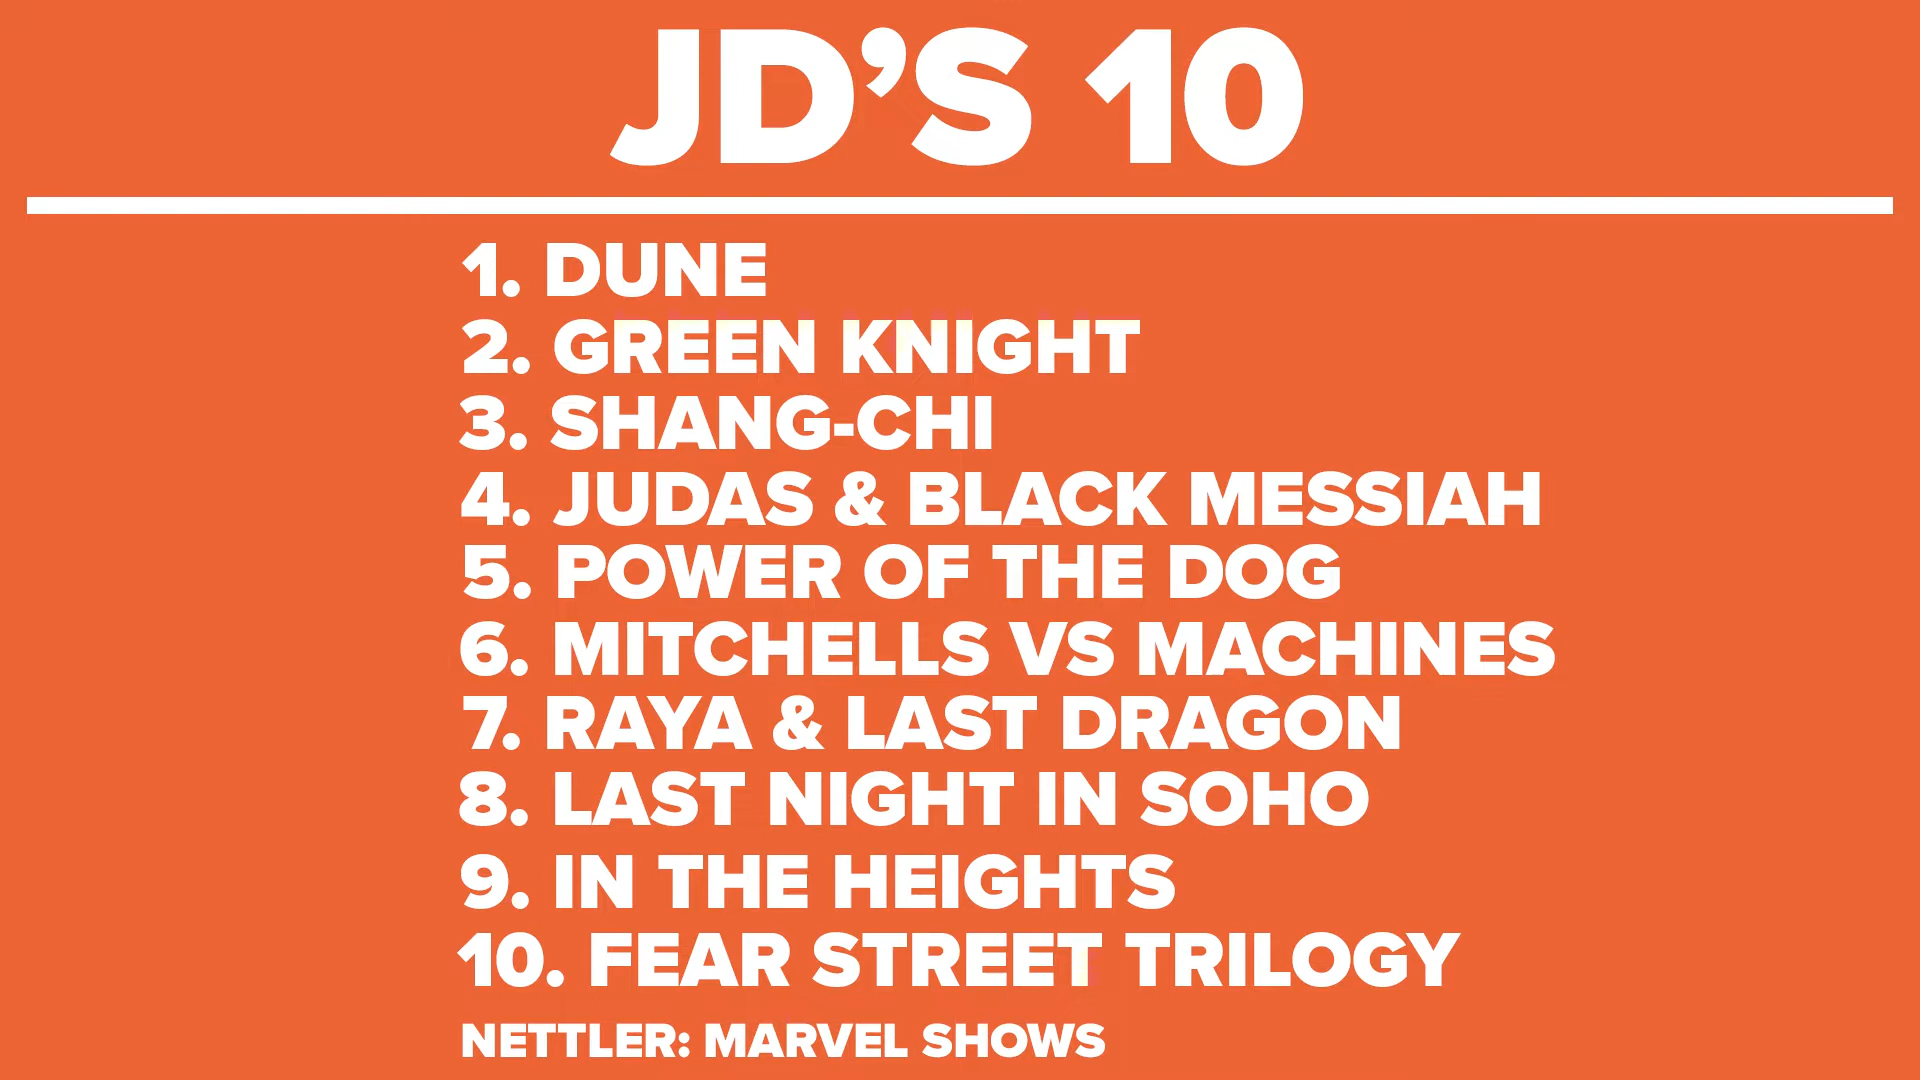 JD’S 10
1. DUNE
2. GREEN KNIGHT
3. SHANG-CHI
4. JUDAS & BLACK MESSIAH
5. POWER OF THE DOG
6. MITCHELLS VS MACHINES
7. RAYA & LAST DRAGON
8. LAST NIGHT IN SOHO
9. IN THE HEIGHTS
10. FEAR STREET TRILOGY
NETTLER: MARVEL SHOWS